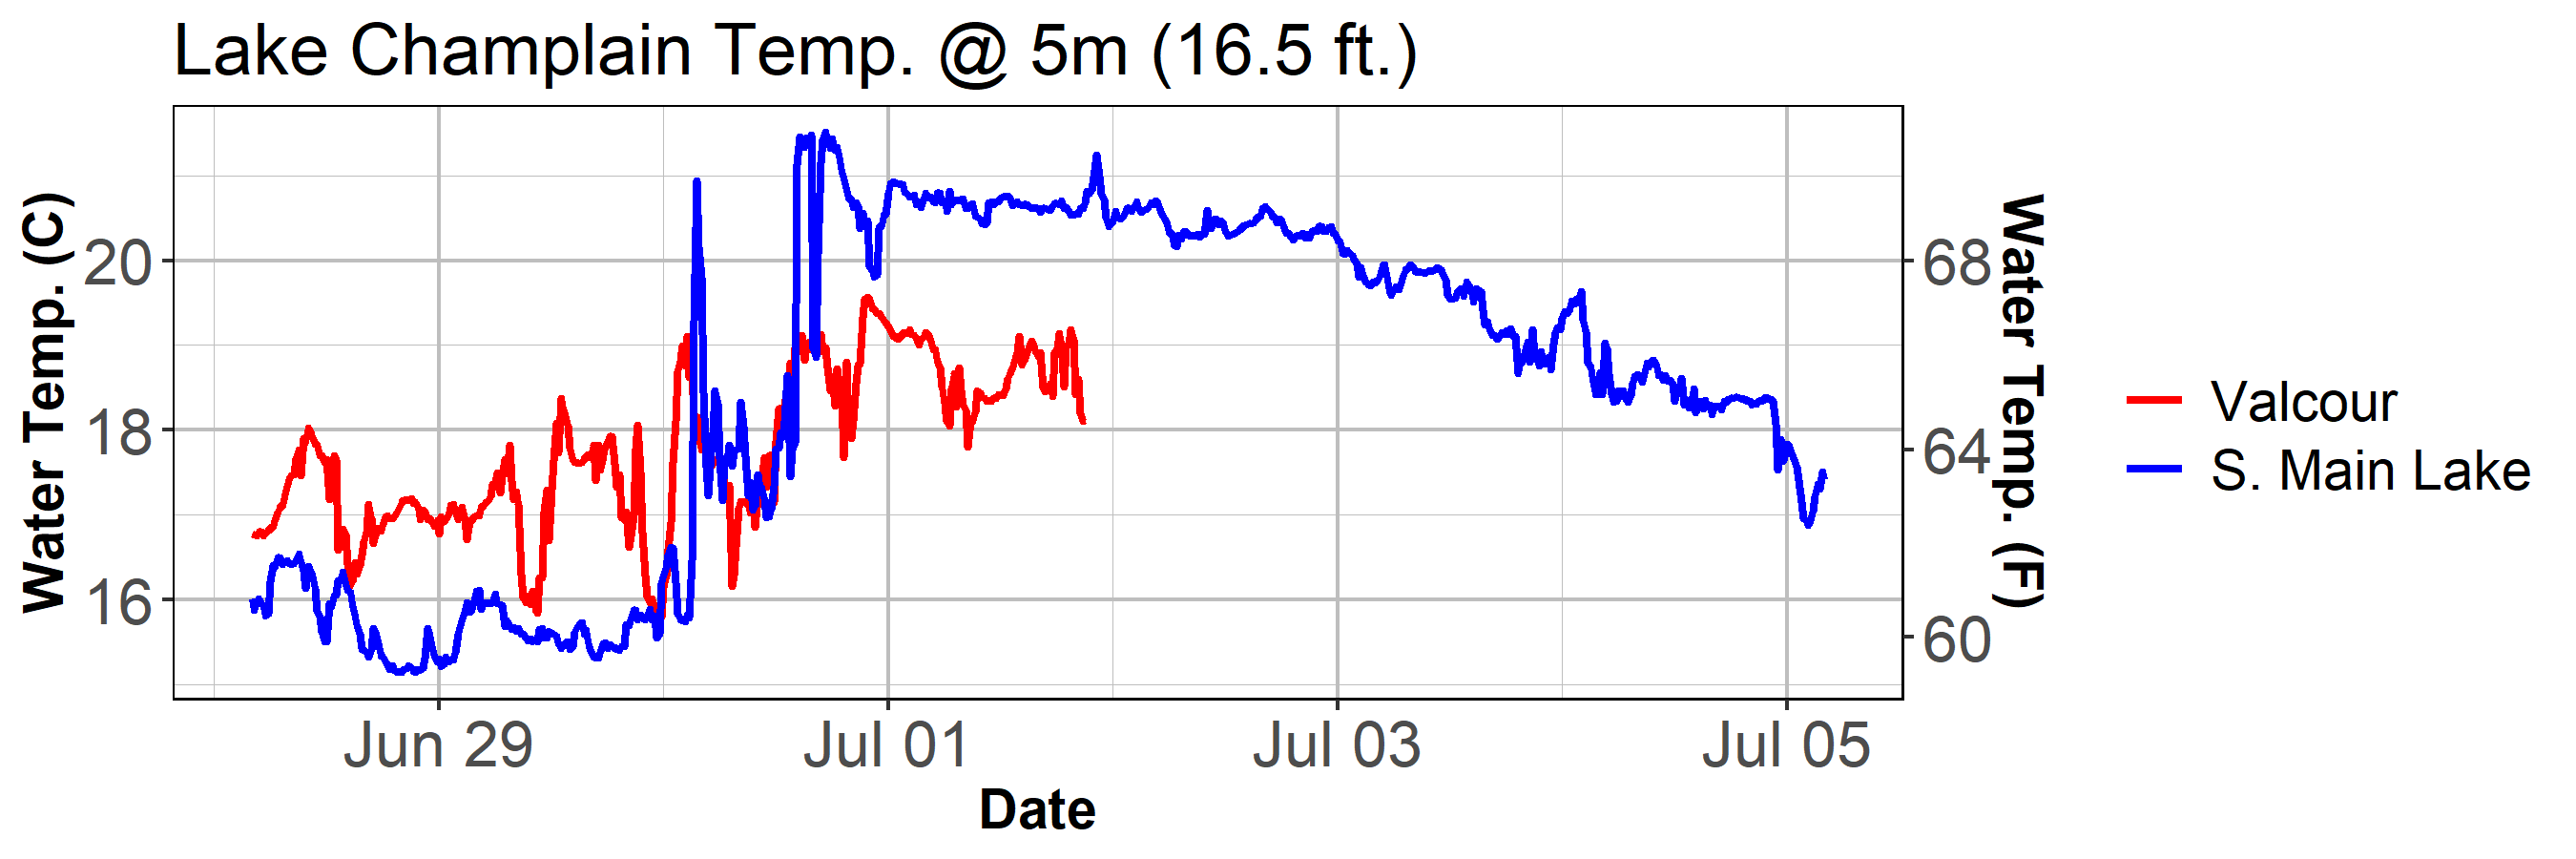 Lake Champlain Temp. @ 5m (16.5 ft.)
Water Temp. (C)
20
18
16
68
64
60
Water Temp. (F)
Jun 29
Jul 01
Jul 03
Jul 05
Date
Valcour
S. Main Lake